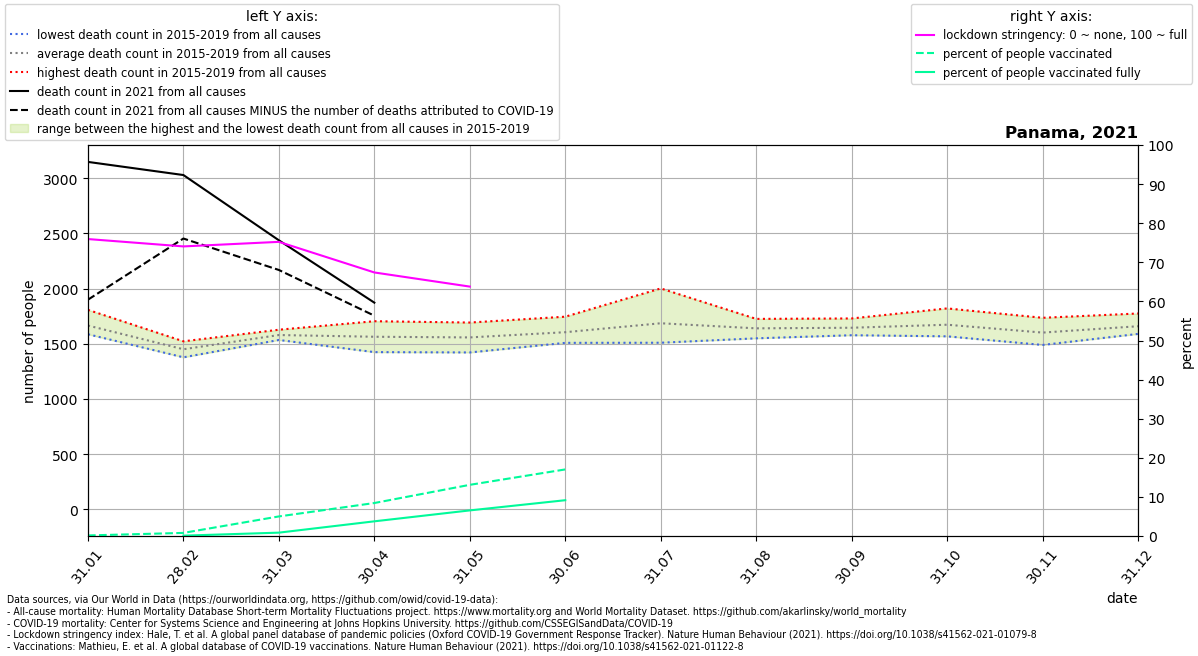 left Y axis:
lowest death count in 2015-2019 from all causes
average death count in 2015-2019 from all causes
highest death count in 2015-2019 from all causes
death count in 2021 from all causes
death count in 2021 from all causes MINUS the number of deaths attributed to COVID-19
range between the highest and the lowest death count from all causes in 2015-2019
right Y axis:
lockdown stringency: 0 ~ none, 100 ~ full
percent of people vaccinated
percent of people vaccinated fully
Panama, 2021
number of people
3000
2500
2000
1500
1000
500
0
100
90
80
70
60
50
40
30
20
10
0
percent
31.01
28.02
31.03
30.04
31.05
30.06
31.07
31.08
30.09
31.10
30.11
31.12
date
Data sources, via Our World in Data (https://ourworldindata.org, https://github.com/owid/covid-19-data):
- All-cause mortality: Human Mortality Database Short-term Mortality Fluctuations project. https://www.mortality.org and World Mortality Dataset. https://github.com/akarlinsky/world_mortality
- COVID-19 mortality: Center for Systems Science and Engineering at Johns Hopkins University. https://github.com/CSSEGISandData/COVID-19
- Lockdown stringency index: Hale, T. et al. A global panel database of pandemic policies (Oxford COVID-19 Government Response Tracker). Nature Human Behaviour (2021). https://doi.org/10.1038/s41562-021-01079-8
- Vaccinations: Mathieu, E. et al. A global database of COVID-19 vaccinations. Nature Human Behaviour (2021). https://doi.org/10.1038/s41562-021-01122-8